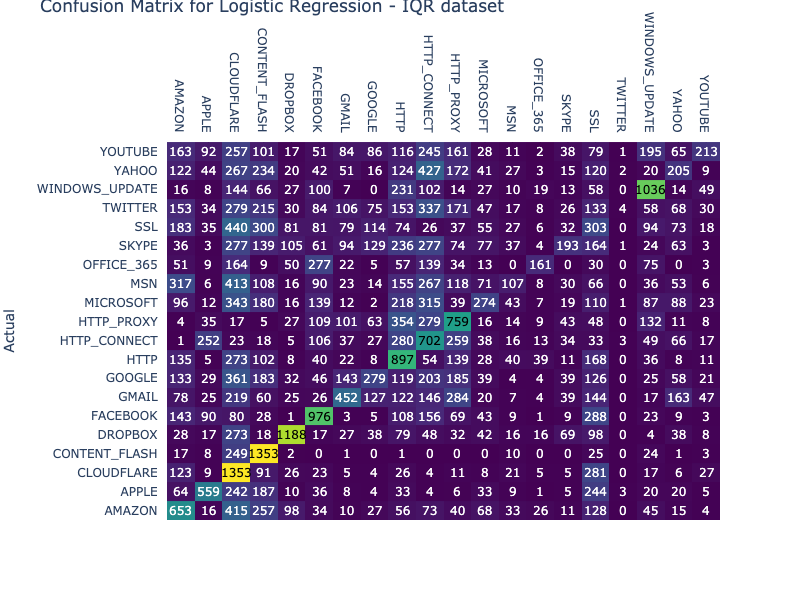 Confusion Matrix for Logistic Regression - IQR dataset
AMAZON APPLE CLOUDFLARE CONTENT_FLASH DROPBOX FACEBOOK GMAIL GOOGLE HTTP HTTP_CONNECT HTTP_PROXY MICROSOFT MSN OFFICE_365 SKYPE SSL TWITTER WINDOWS_UPDATE YAHOO YOUTUBE
YOUTUBE 163 92 257 101 17 51 84 86 116 245 161 28 11 2 38 79 1 195 65 213
YAHOO 122 44 267 234 20 42 51 16 124 427 172 41 27 3 15 120 2 20 205 9
WINDOWS_UPDATE 16 8 144 66 27 100 7 0 231 102 14 27 10 19 13 58 0 1036 14 49
TWITTER 153 34 279 215 30 84 106 75 153 337 171 47 17 8 26 133 4 58 68 30
SSL 183 35 440 300 81 81 79 114 74 26 37 55 27 6 32 303 0 94 73 18
SKYPE 36 3 277 139 105 61 94 129 236 277 74 77 37 4 193 164 1 24 63 3
OFFICE_365 51 9 164 9 50 277 22 5 57 139 34 13 0 161 0 30 0 75 0 3
MSN 317 6 413 108 16 90 23 14 155 267 118 71 107 8 30 66 0 36 53 6
MICROSOFT 96 12 343 180 16 139 12 2 218 315 39 274 43 7 19 110 1 87 88 23
HTTP_PROXY 4 35 17 5 27 109 101 63 354 279 759 16 14 9 43 48 0 132 11 8
HTTP_CONNECT 1 252 23 18 5 106 37 27 280 702 259 38 16 13 34 33 3 49 66 17
HTTP 135 5 273 102 8 40 22 8 897 54 139 28 40 39 11 168 0 36 8 11
GOOGLE 133 29 361 183 32 46 143 279 119 203 185 39 4 4 39 126 0 25 58 21
GMAIL 78 25 219 60 25 26 452 127 116 122 146 284 20 7 4 39 144 0 17 163 47
FACEBOOK 143 90 80 28 1 976 3 5 108 156 69 43 9 1 9 288 0 23 9 3
DROPBOX 28 17 273 18 1188 17 27 38 79 48 32 42 16 16 69 98 0 4 38 8
CONTENT_FLASH 17 8 249 1353 2 0 1 0 1 0 0 0 10 0 0 25 0 24 1 3
CLOUDFLARE 123 9 1353 91 26 23 5 4 26 4 11 8 21 5 5 281 0 17 6 27
APPLE 64 559 242 187 10 36 8 4 33 4 6 33 9 1 5 244 3 20 20 5
AMAZON 653 16 415 257 98 34 10 27 56 73 40 68 33 26 11 128 0 45 15 4
Actual